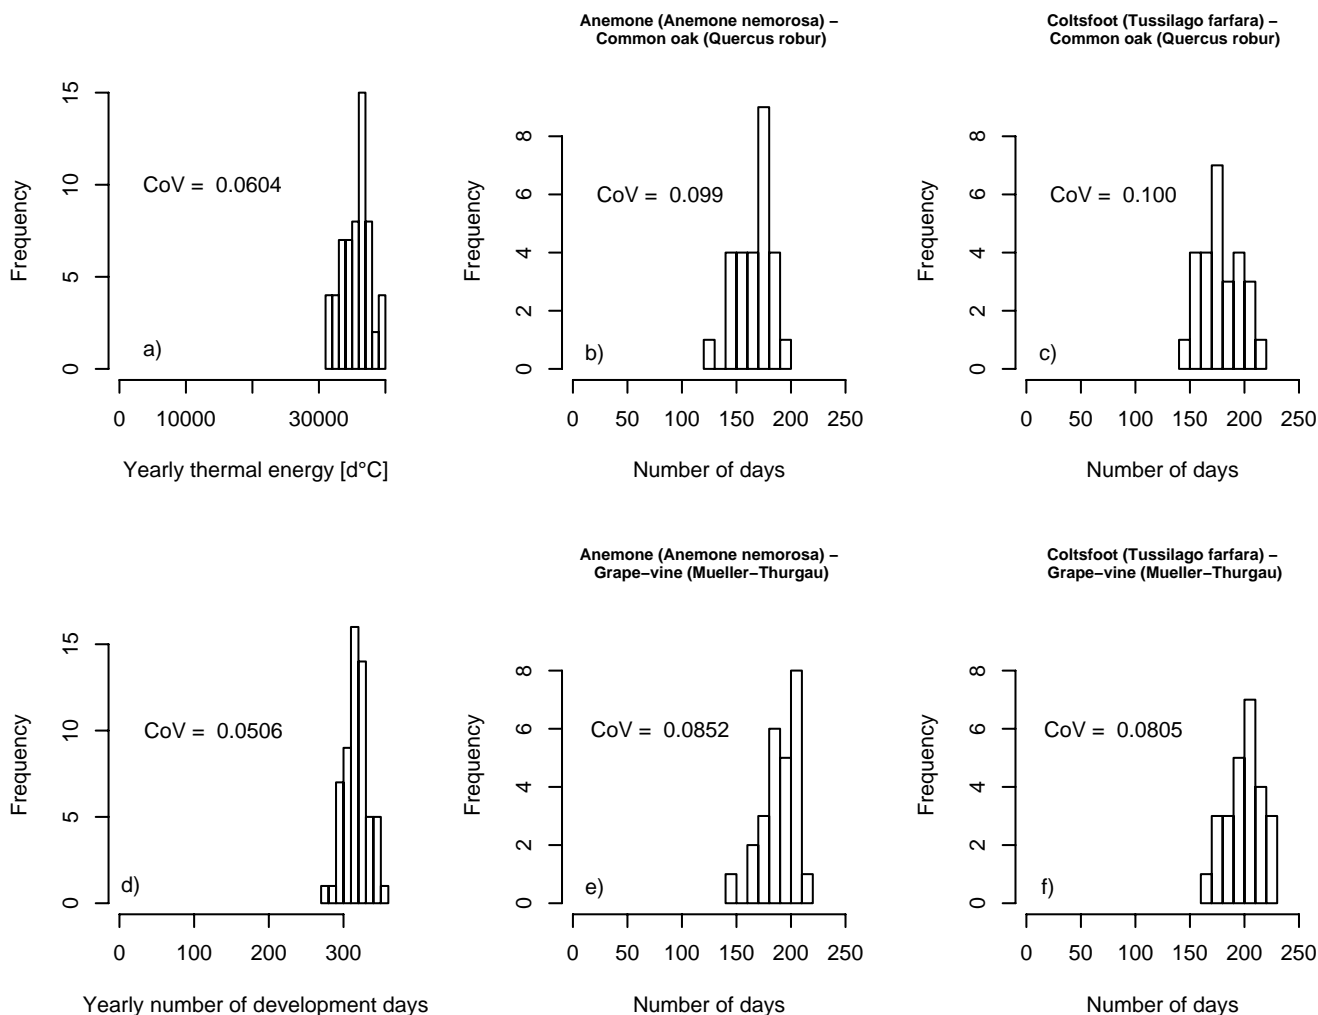 Frequency
0
5
10
15
CoV = 0.0604
a)
0
10000
30000
Yearly thermal energy [d°C]
Anemone (Anemone nemorosa) –
Common oak (Quercus robur)
Frequency
0
2
4
6
8
CoV = 0.099
b)
0
50
100
150
200
250
Number of days
Coltsfoot (Tussilago farfara) –
Common oak (Quercus robur)
Frequency
0
2
4
6
8
CoV = 0.100
c)
0
50
100
150
200
250
Number of days
Frequency
0
5
10
15
CoV = 0.0506
d)
0
100
200
300
Yearly number of development days
Anemone (Anemone nemorosa) –
Grape–vine (Mueller–Thurgau)
Frequency
0
2
4
6
8
CoV = 0.0852
e)
0
50
100
150
200
250
Number of days
Coltsfoot (Tussilago farfara) –
Grape–vine (Mueller–Thurgau)
Frequency
0
2
4
6
8
CoV = 0.0805
f)
0
50
100
150
200
250
Number of days